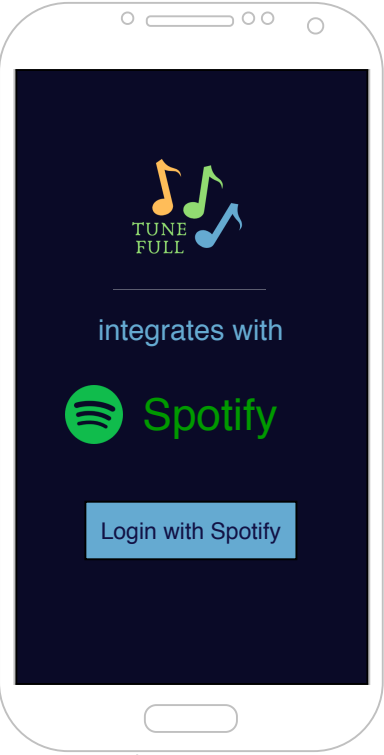 TUNE
FULL
integrates with
Spotify
Login with Spotify